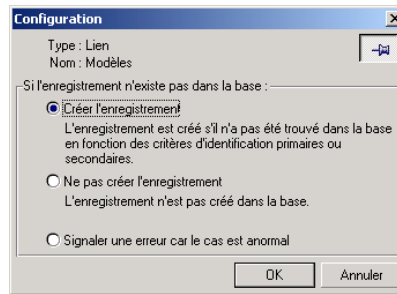 Configuration
Type : Lien
Nom : Modèles
Si l'enregistrement n'existe pas dans la base :
Créer l'enregistrement
L'enregistrement est créé s'il n'a pas été trouvé dans la base
en fonction des critères d'identification primaires ou
secondaires.
Ne pas créer l'enregistrement
L'enregistrement n'est pas créé dans la base.
Signaler une erreur car le cas est anormal
OK
Annuler